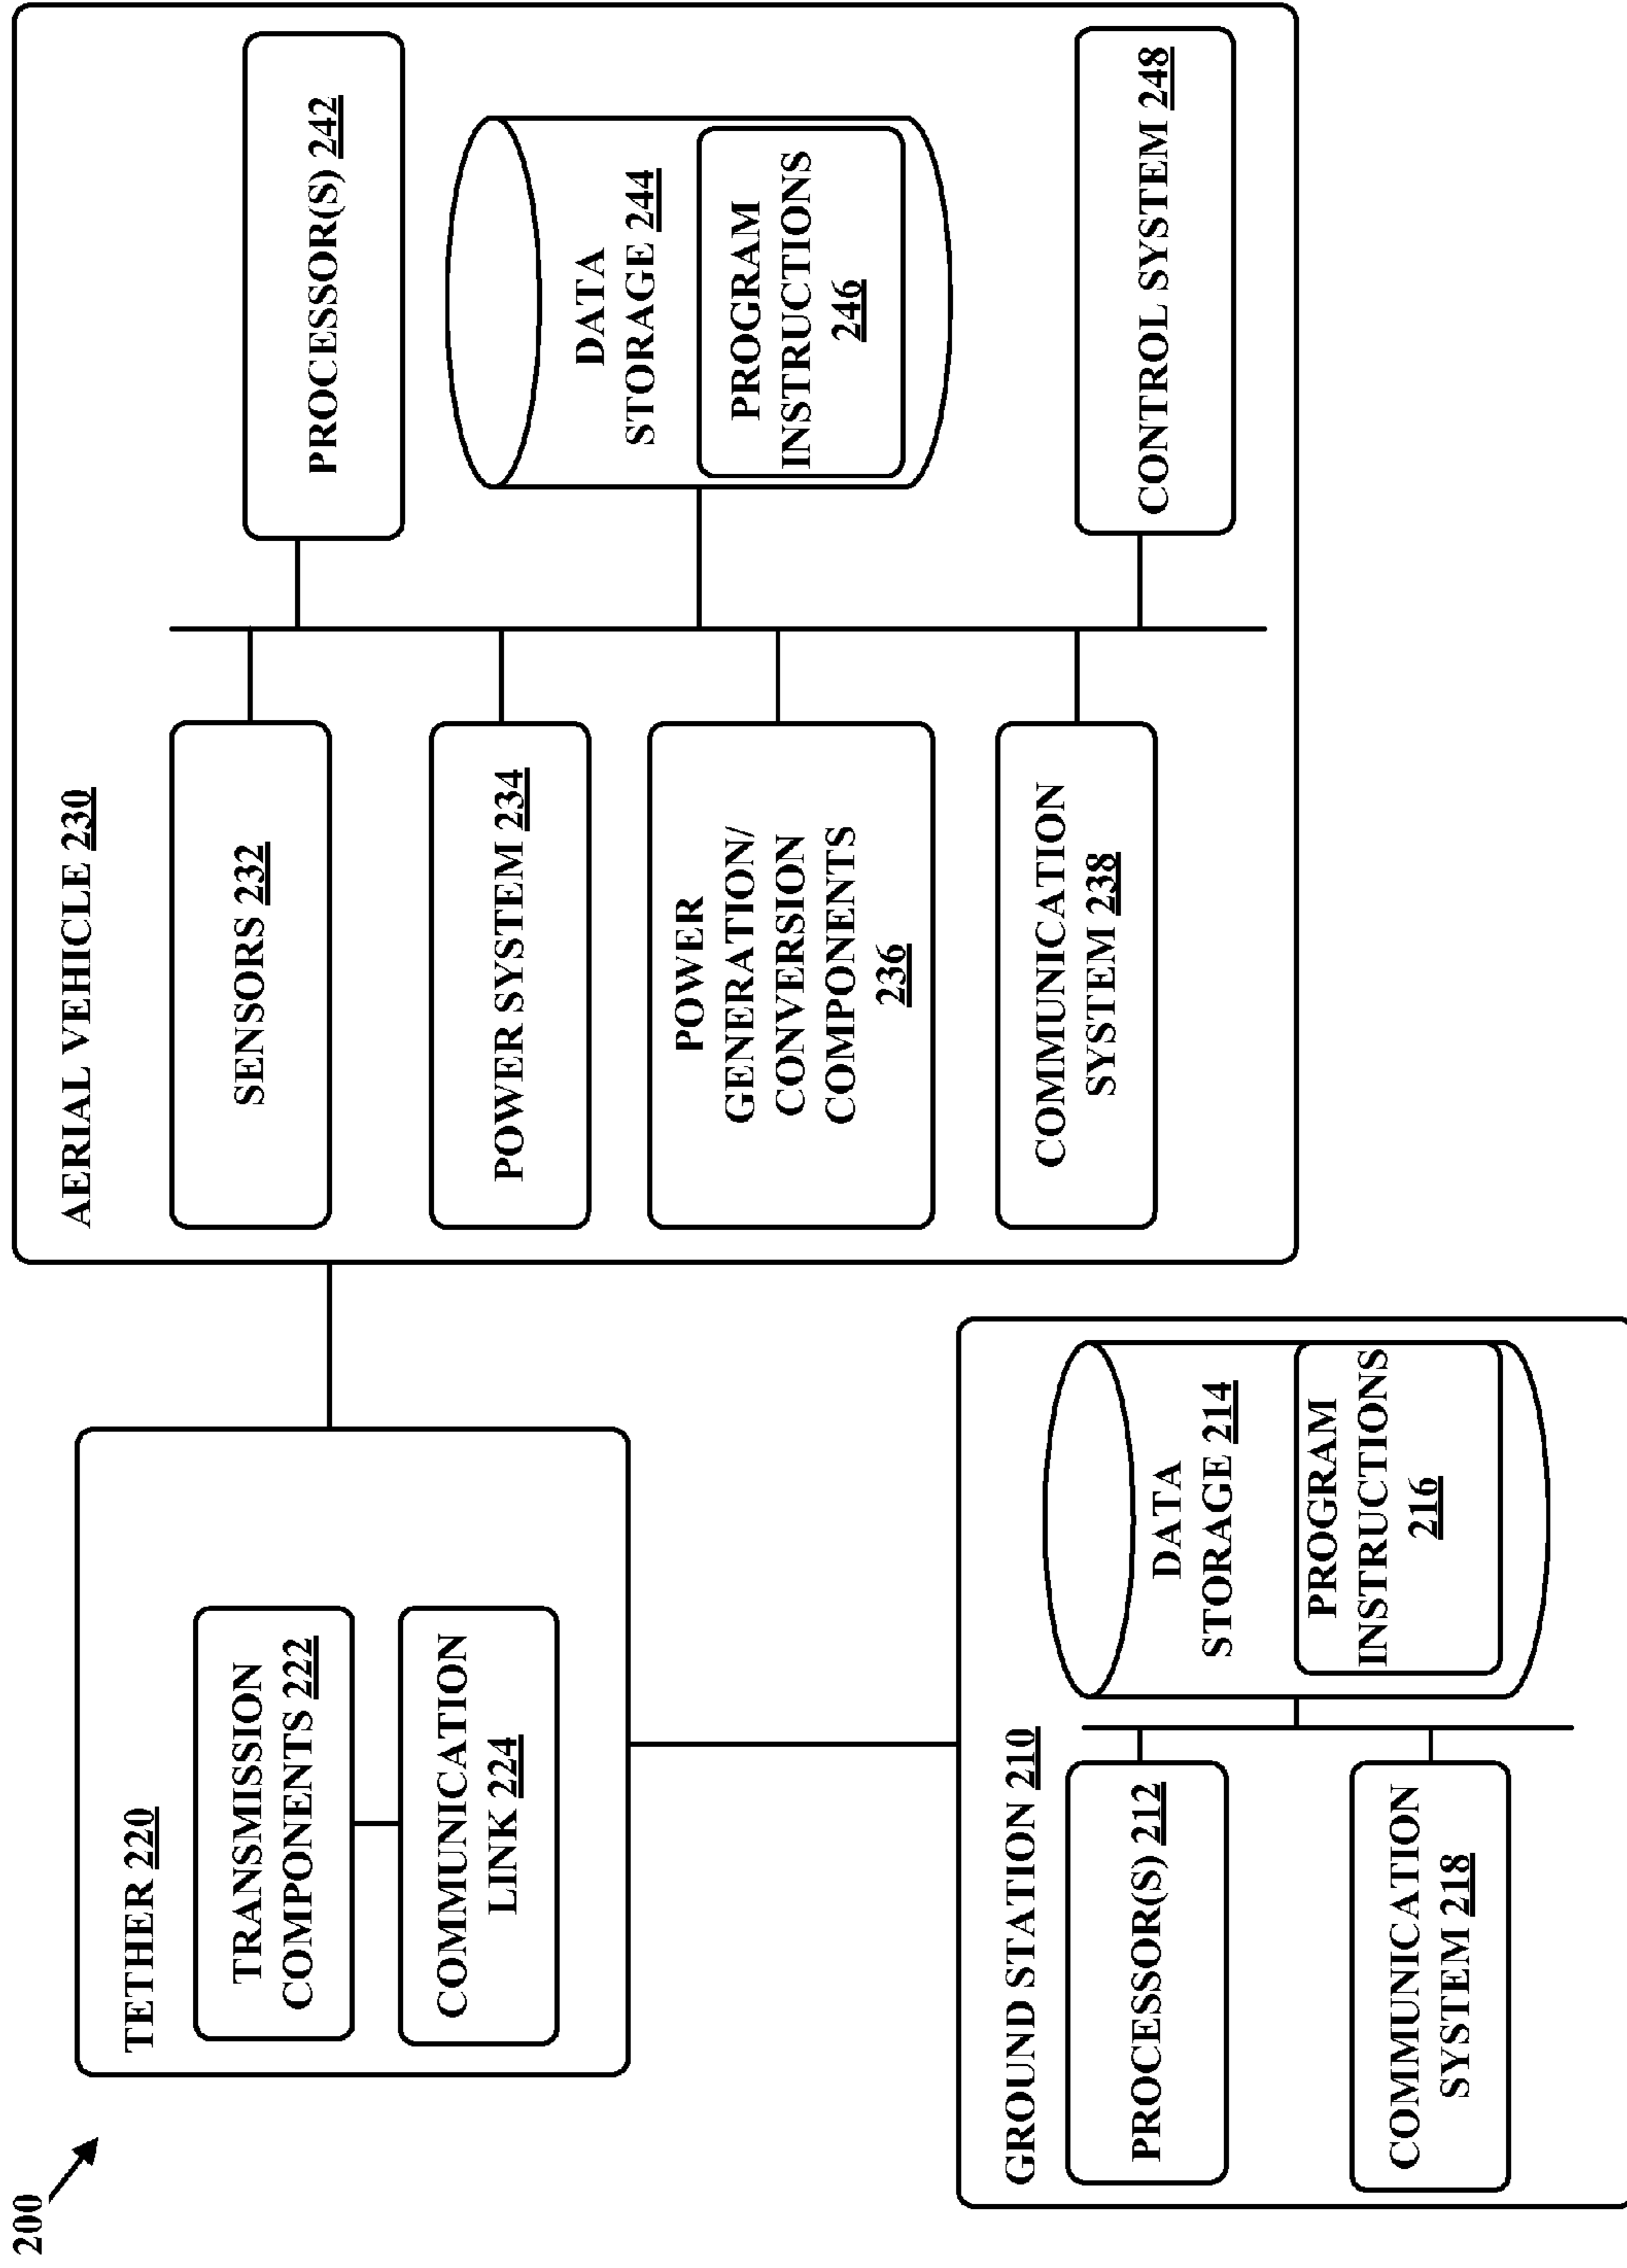 200
TETHER 220
TRANSMISSION
COMPONENTS 222
COMMUNICATION
LINK 224
GROUND STATION 210
PROCESSOR(S) 212
COMMUNICATION
SYSTEM 218
DATA
STORAGE 214
PROGRAM
INSTRUCTIONS
216
AERIAL VEHICLE 230
SENSORS 232
POWER SYSTEM 234
POWER
GENERATION/
CONVERSION
COMPONENTS
236
COMMUNICATION
SYSTEM 238
PROCESSOR(S) 242
DATA
STORAGE 244
PROGRAM
INSTRUCTIONS
246
CONTROL SYSTEM 248